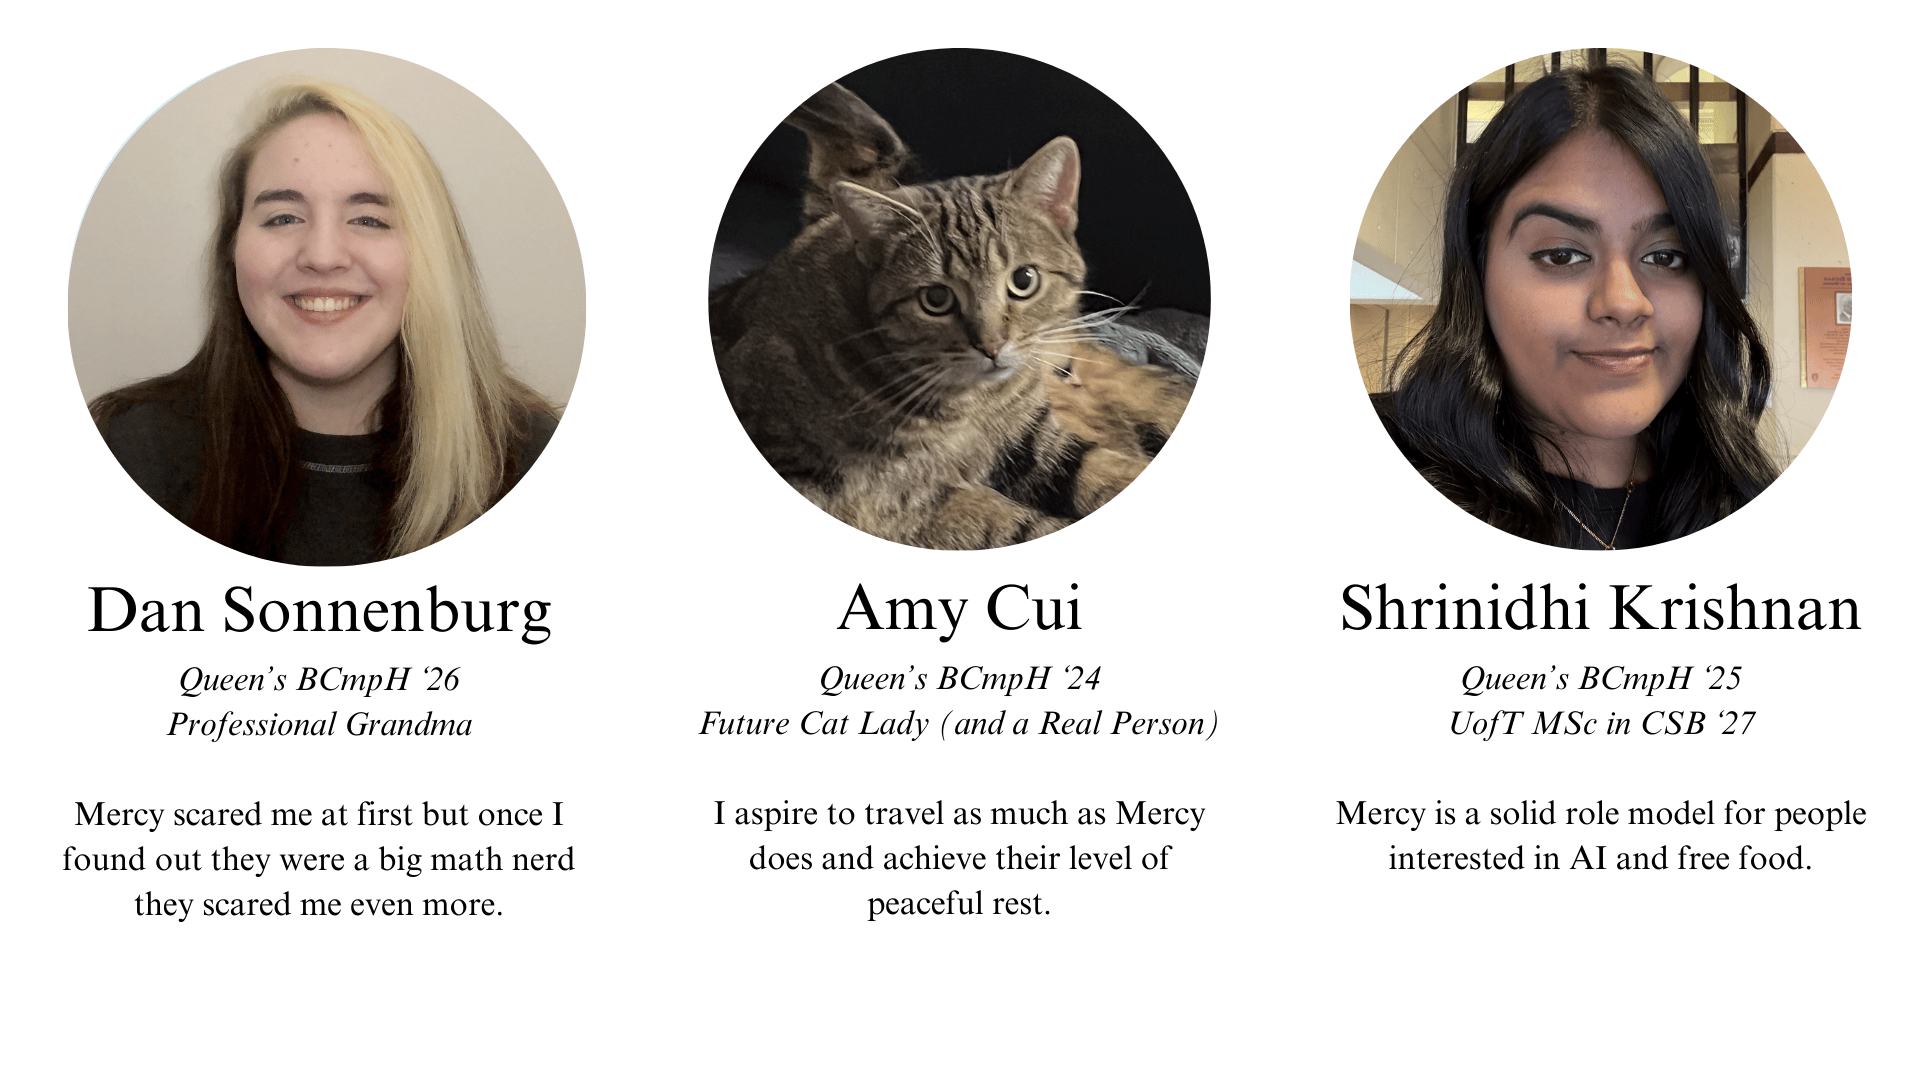 Dan Sonnenburg
Queen's BCmpH ‘26
Professional Grandma
Mercy scared me at first but once I
found out they were a big math nerd
they scared me even more.
Amy Cui
Queen's BCmpH ‘24
Future Cat Lady (and a Real Person)
I aspire to travel as much as Mercy
does and achieve their level of
peaceful rest.
Shrinidhi Krishnan
Queen's BCmpH ‘25
UofT MSc in CSB ‘27
Mercy is a solid role model for people
interested in AI and free food.